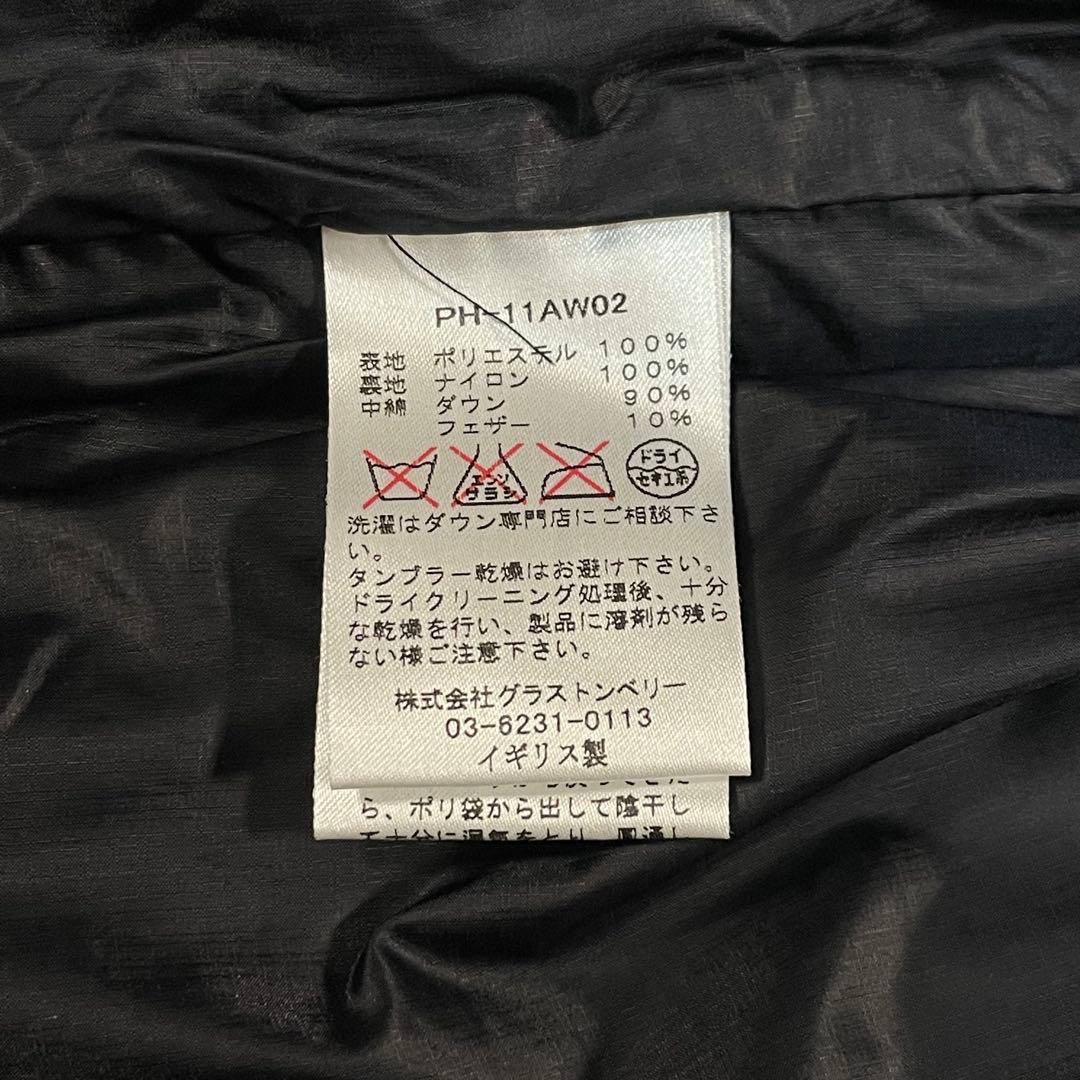 PH-11AW02
表地 ポリエステル 100%
裏地 ナイロン 100%
中綿 ダウン 90%
フェザー 10%
エンソ サラシ
ドライ
セキユ系
洗濯はダウン専門店にご相談下さ
い。
タンブラー乾燥はお避け下さい。
ドライクリーニング処理後、十分
な乾燥を行い、製品に溶剤が残ら
ない様ご注意下さい。
株式会社グラストンベリー
03-6231-0113
イギリス製
ら、ポリ袋から出して陰干し